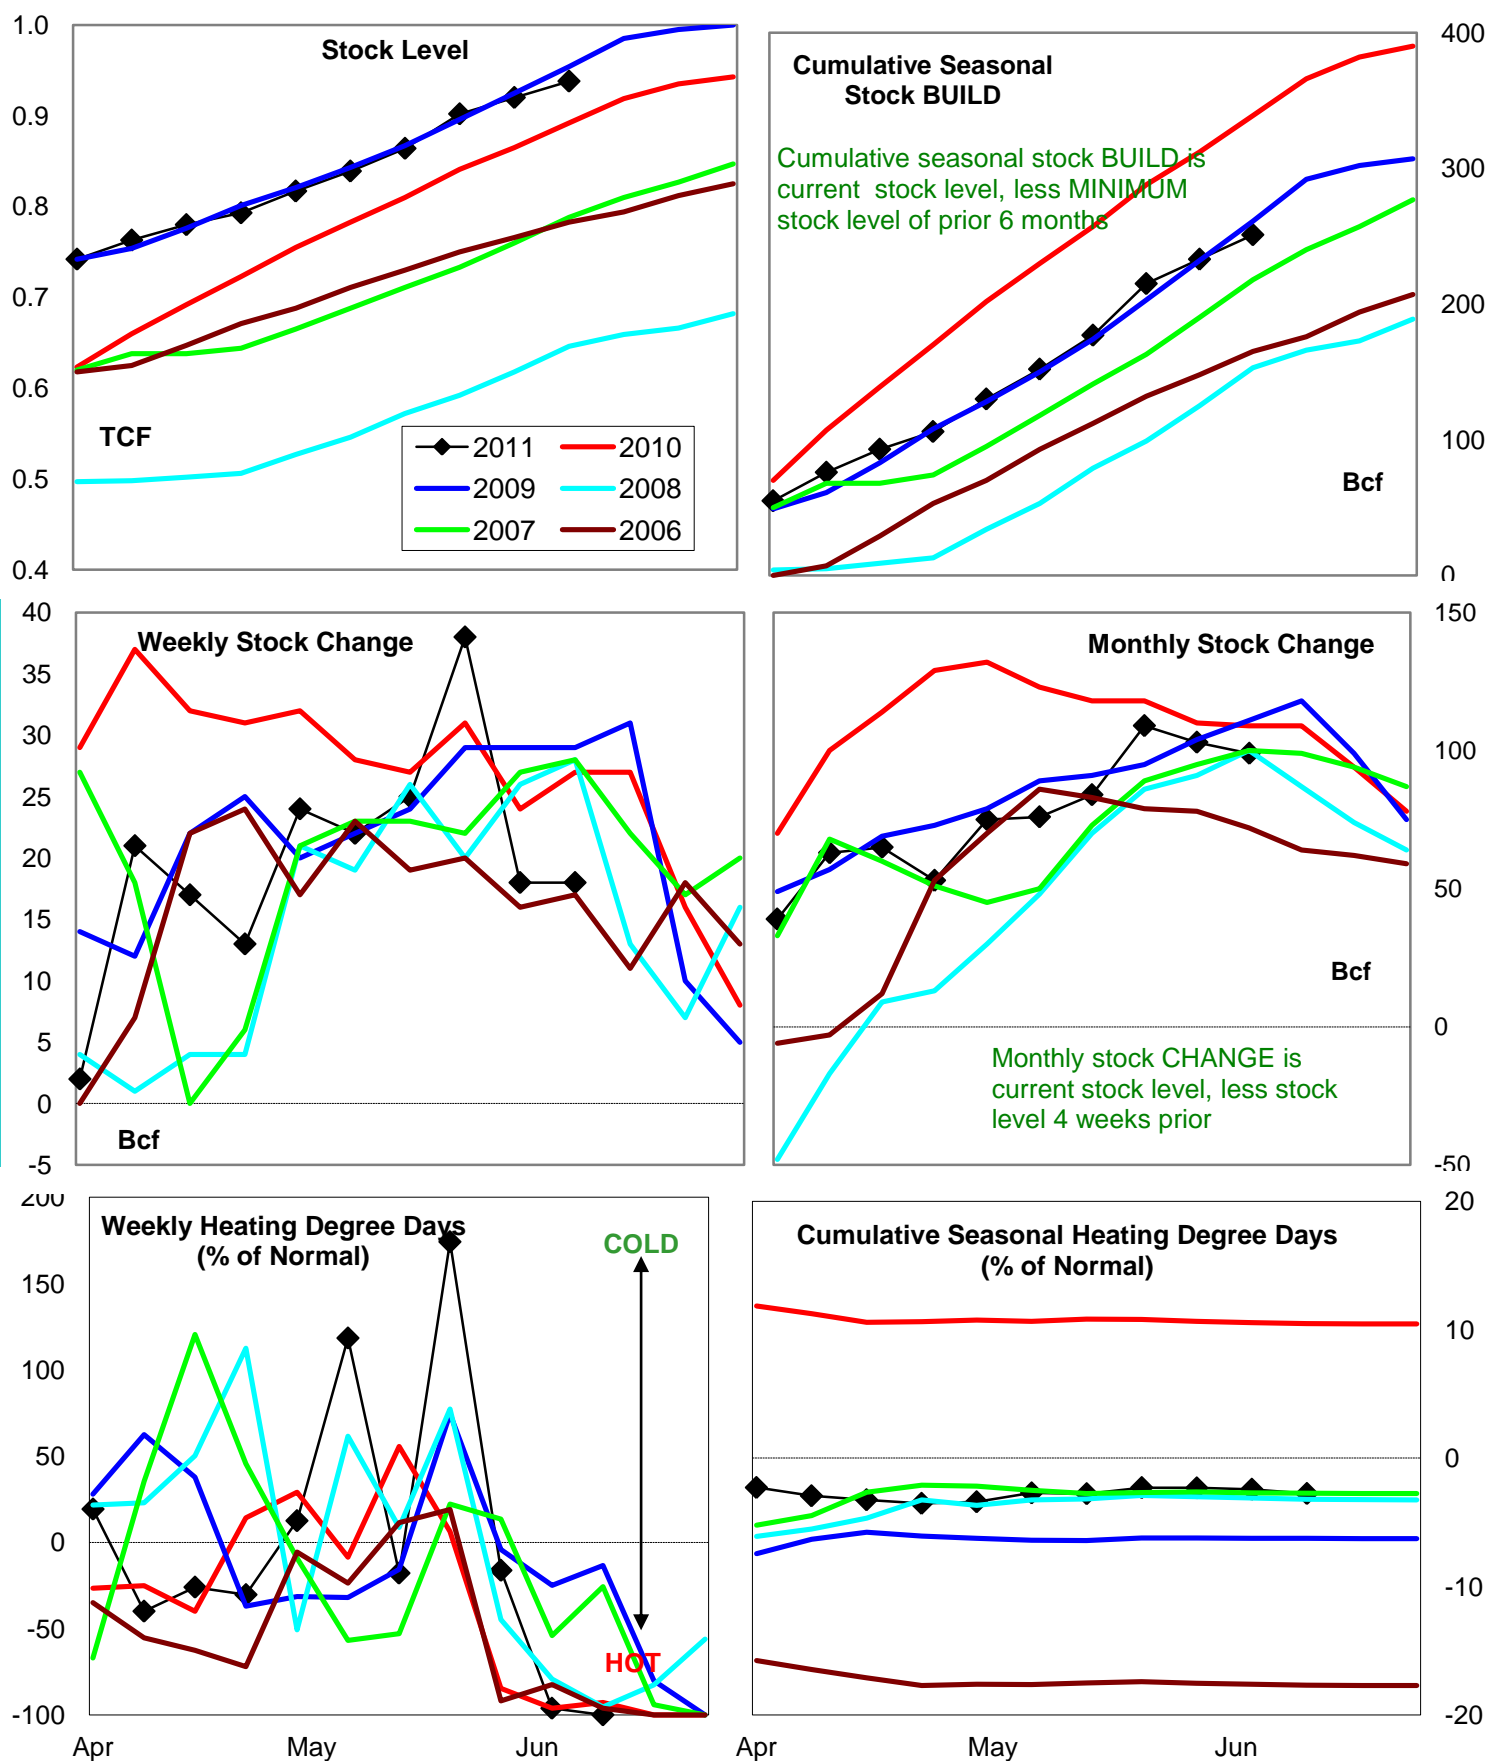 Stock Level
1.0
0.9
0.8
0.7
0.6
0.5
0.4
TCF
2011
2010
2009
2008
2007
2006
Cumulative Seasonal
Stock BUILD
Cumulative seasonal stock BUILD is
current stock level, less MINIMUM
stock level of prior 6 months
400
300
200
100
0
Bcf
Weekly Stock Change
40
35
30
25
20
15
10
5
0
-5
Bcf
Monthly Stock Change
150
100
50
0
-50
Bcf
Monthly stock CHANGE is
current stock level, less stock
level 4 weeks prior
Weekly Heating Degree Days
(% of Normal)
200
150
100
50
0
-50
-100
COLD
HOT
Apr
May
Jun
Cumulative Seasonal Heating Degree Days
(% of Normal)
20
10
0
-10
-20
Apr
May
Jun